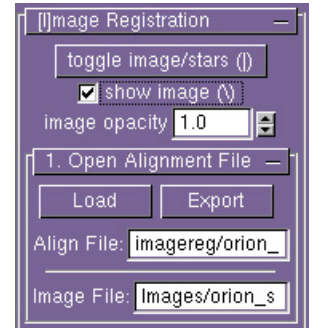 [I]mage Registration
toggle image/stars (|)
show image (\)
image opacity 1.0
1. Open Alignment File
Load Export
Align File: imagereg/orion_
Image File: Images/orion_s